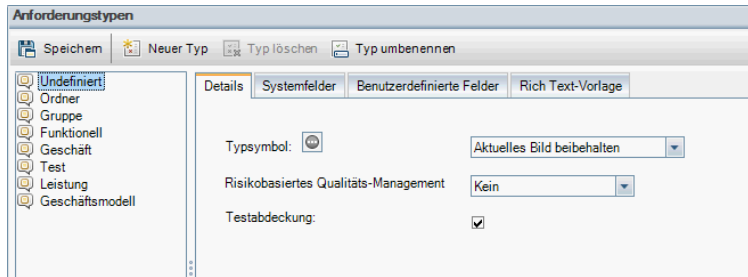 Anforderungstypen
Speichern Neuer Typ Typ löschen Typ umbenennen
Undefiniert
Ordner
Gruppe
Funktionell
Geschäft
Test
Leistung
Geschäftsmodell
Details Systemfelder Benutzerdefinierte Felder Rich Text-Vorlage
Typsymbol: Aktuelles Bild beibehalten
Risikobasiertes Qualitäts-Management Kein
Testabdeckung: